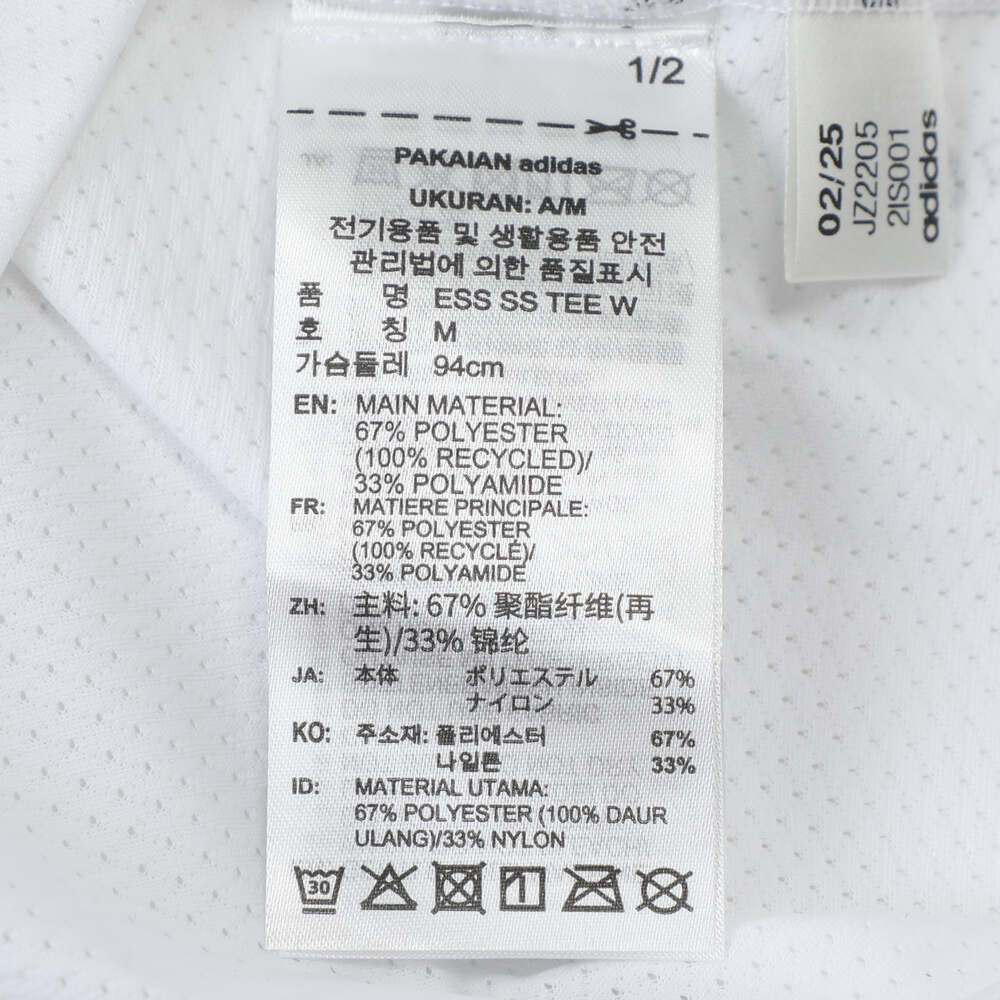 1/2
PAKAIAN adidas
UKURAN: A/M
전기용품 및 생활용품 안전
관리법에 의한 품질표시
품 명 ESS SS TEE W
호 칭 M
가슴둘레 94cm
EN: MAIN MATERIAL:
67% POLYESTER
(100% RECYCLED)/
33% POLYAMIDE
FR: MATIERE PRINCIPALE:
67% POLYESTER
(100% RECYCLÉ)/
33% POLYAMIDE
ZH: 主料: 67% 聚酯纤维(再
生)/33% 锦纶
JA: 本体 ポリエステル 67%
ナイロン 33%
KO: 주소재: 폴리에스터 67%
나일론 33%
ID: MATERIAL UTAMA:
67% POLYESTER (100% DAUR
ULANG)/33% NYLON
30
1
02/25
JZ2205
2IS001
adidas